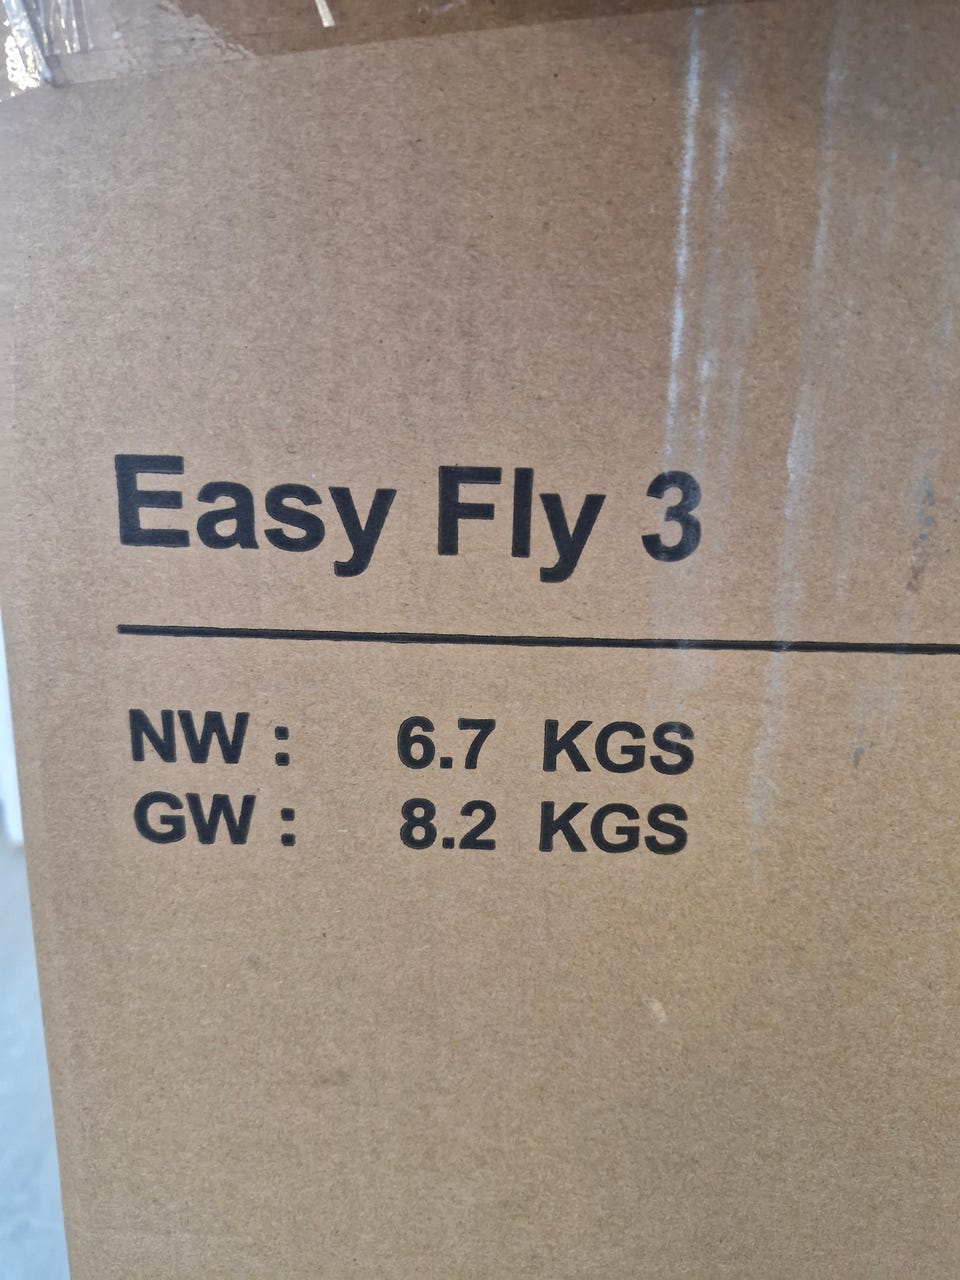 Easy Fly 3
NW : 6.7 KGS
GW : 8.2 KGS